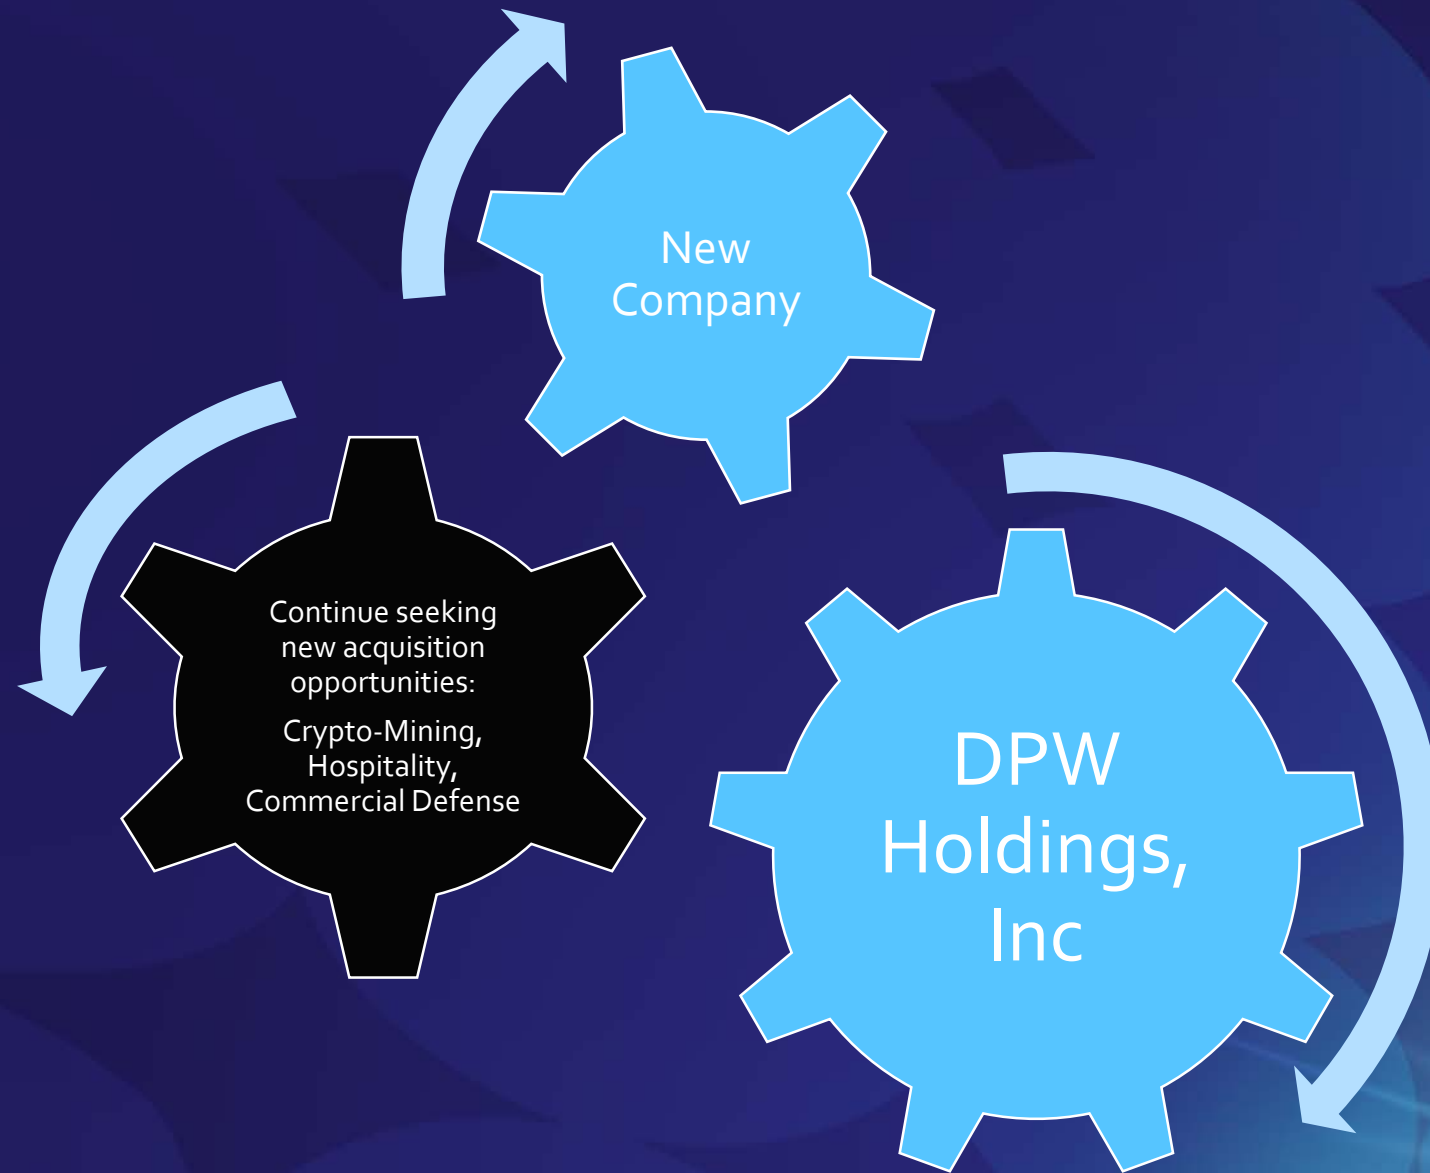 New
Company
Continue seeking
new acquisition
opportunities:
Crypto-Mining,
Hospitality,
Commercial Defense
DPW
Holdings,
Inc